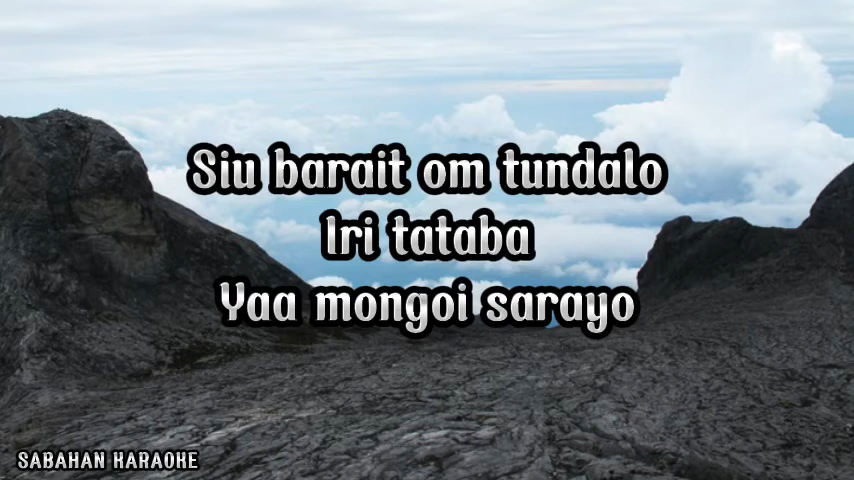 Siu barait om tundalo
Iri tataba
Yaa mongoi sarayo
SABAHAN KARAOKE